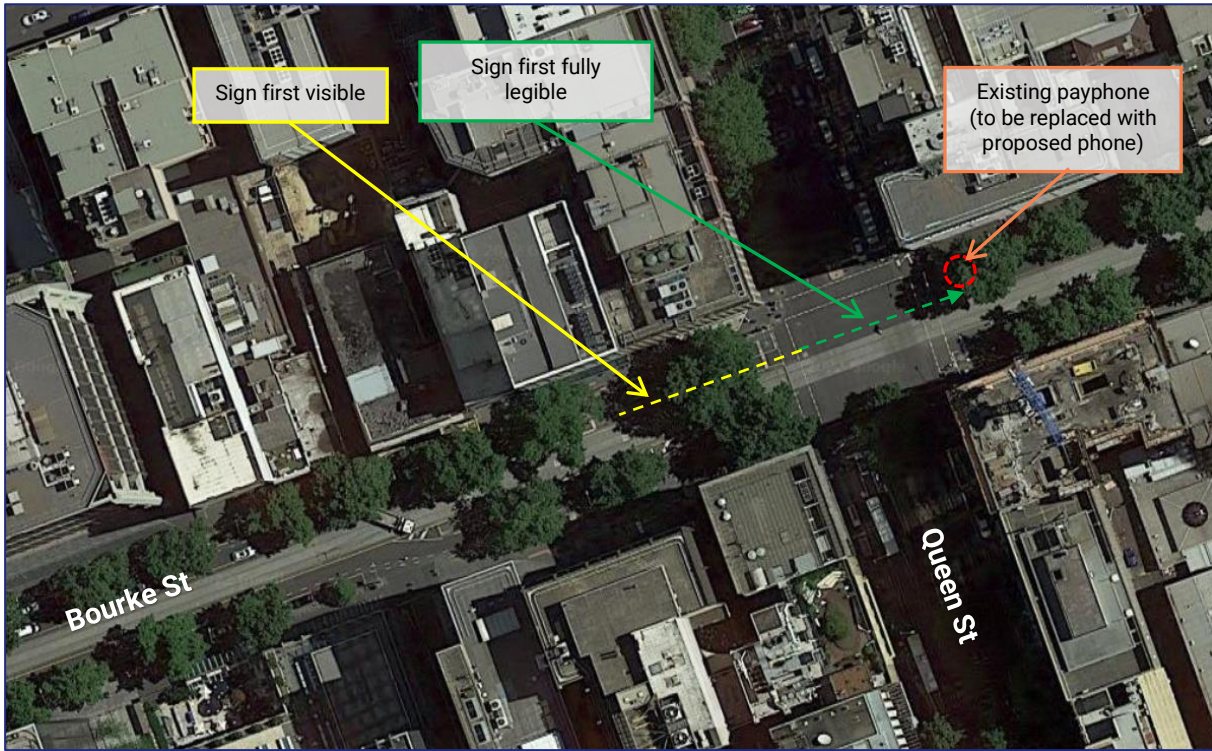 Sign first visible
Sign first fully
legible
Existing payphone
(to be replaced with
proposed phone)
Bourke St
Queen St